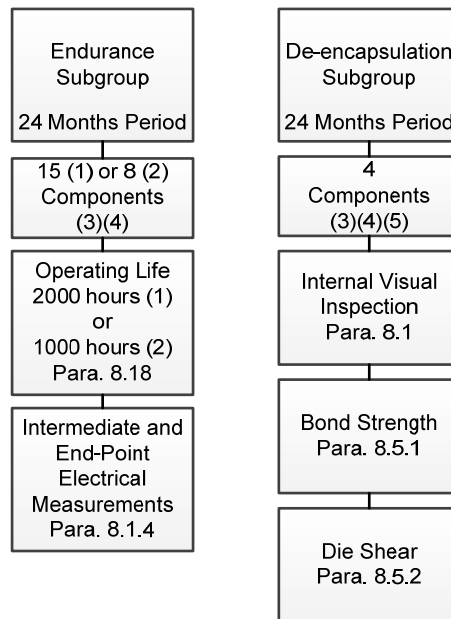 Endurance
Subgroup
24 Months Period
15 (1) or 8 (2)
Components
(3)(4)
Operating Life
2000 hours (1)
or
1000 hours (2)
Para. 8.18
Intermediate and
End-Point
Electrical
Measurements
Para. 8.1.4
De-encapsulation
Subgroup
24 Months Period
4
Components
(3)(4)(5)
Internal Visual
Inspection
Para. 8.1
Bond Strength
Para. 8.5.1
Die Shear
Para. 8.5.2